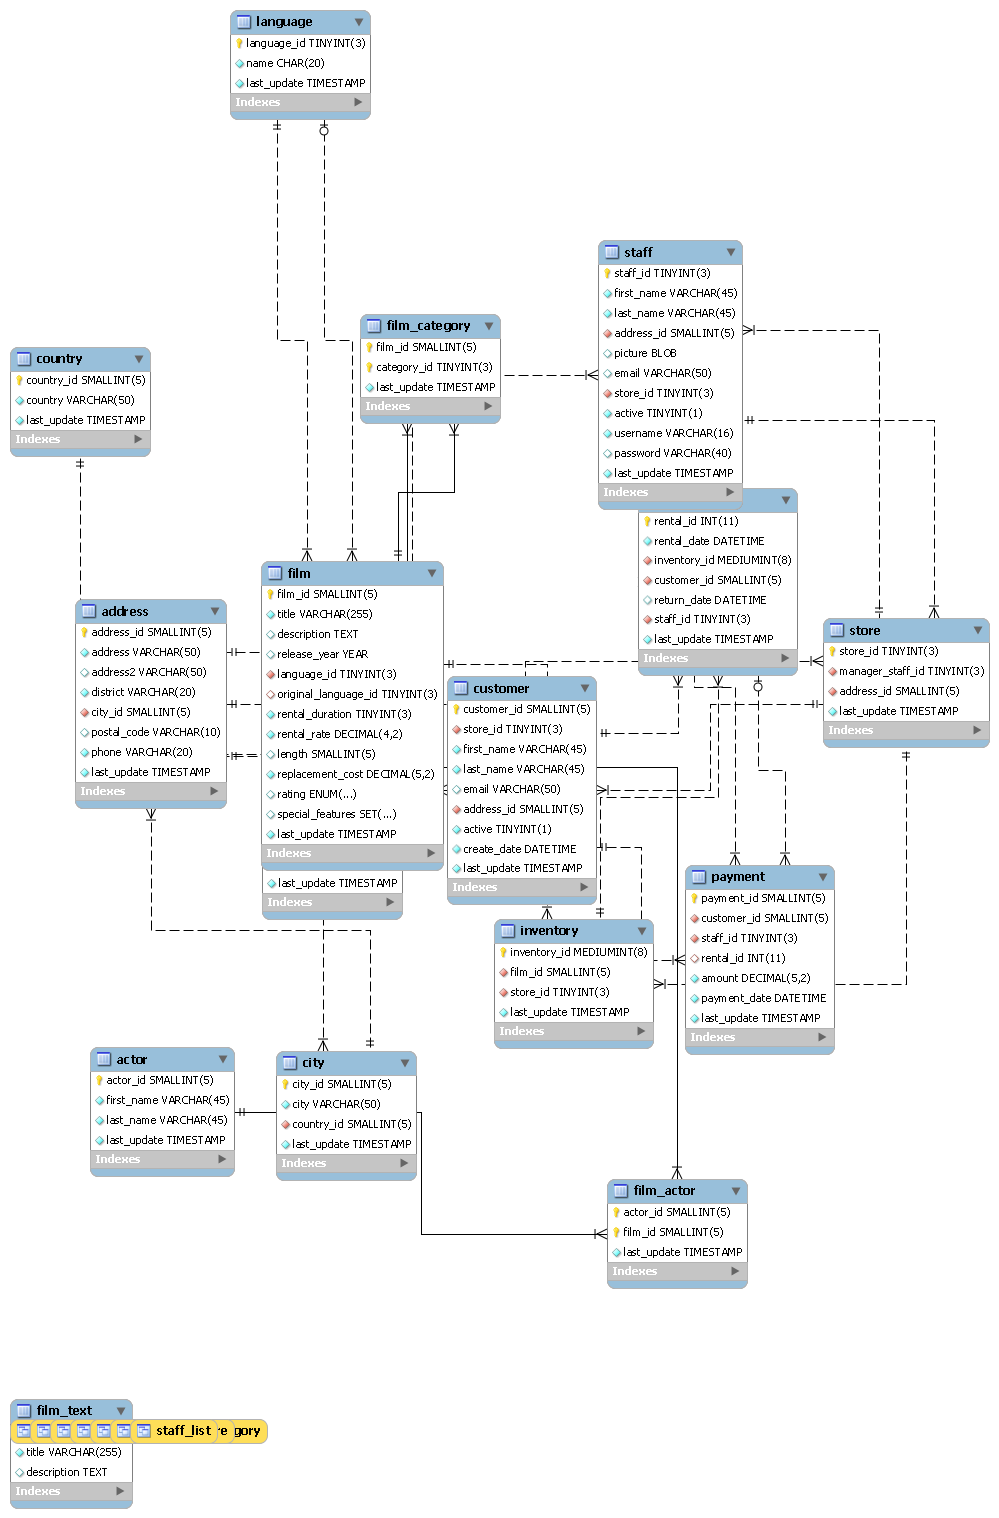 language
language_id TINYINT(3)
name CHAR(20)
last_update TIMESTAMP
Indexes
staff
staff_id TINYINT(3)
first_name VARCHAR(45)
last_name VARCHAR(45)
address_id SMALLINT(5)
picture BLOB
email VARCHAR(50)
store_id TINYINT(3)
active TINYINT(1)
username VARCHAR(16)
password VARCHAR(40)
last_update TIMESTAMP
Indexes
film_category
film_id SMALLINT(5)
category_id TINYINT(3)
last_update TIMESTAMP
Indexes
country
country_id SMALLINT(5)
country VARCHAR(50)
last_update TIMESTAMP
Indexes
rental_id INT(11)
rental_date DATETIME
inventory_id MEDIUMINT(8)
customer_id SMALLINT(5)
return_date DATETIME
staff_id TINYINT(3)
last_update TIMESTAMP
Indexes
film
film_id SMALLINT(5)
title VARCHAR(255)
description TEXT
release_year YEAR
language_id TINYINT(3)
original_language_id TINYINT(3)
rental_duration TINYINT(3)
rental_rate DECIMAL(4,2)
length SMALLINT(5)
replacement_cost DECIMAL(5,2)
rating ENUM(...)
special_features SET(...)
last_update TIMESTAMP
Indexes
last_update TIMESTAMP
Indexes
address
address_id SMALLINT(5)
address VARCHAR(50)
address2 VARCHAR(50)
district VARCHAR(20)
city_id SMALLINT(5)
postal_code VARCHAR(10)
phone VARCHAR(20)
last_update TIMESTAMP
Indexes
store
store_id TINYINT(3)
manager_staff_id TINYINT(3)
address_id SMALLINT(5)
last_update TIMESTAMP
Indexes
customer
customer_id SMALLINT(5)
store_id TINYINT(3)
first_name VARCHAR(45)
last_name VARCHAR(45)
email VARCHAR(50)
address_id SMALLINT(5)
active TINYINT(1)
create_date DATETIME
last_update TIMESTAMP
Indexes
payment
payment_id SMALLINT(5)
customer_id SMALLINT(5)
staff_id TINYINT(3)
rental_id INT(11)
amount DECIMAL(5,2)
payment_date DATETIME
last_update TIMESTAMP
Indexes
inventory
inventory_id MEDIUMINT(8)
film_id SMALLINT(5)
store_id TINYINT(3)
last_update TIMESTAMP
Indexes
actor
actor_id SMALLINT(5)
first_name VARCHAR(45)
last_name VARCHAR(45)
last_update TIMESTAMP
Indexes
city
city_id SMALLINT(5)
city VARCHAR(50)
country_id SMALLINT(5)
last_update TIMESTAMP
Indexes
film_actor
actor_id SMALLINT(5)
film_id SMALLINT(5)
last_update TIMESTAMP
Indexes
film_text
staff_list
title VARCHAR(255)
description TEXT
Indexes